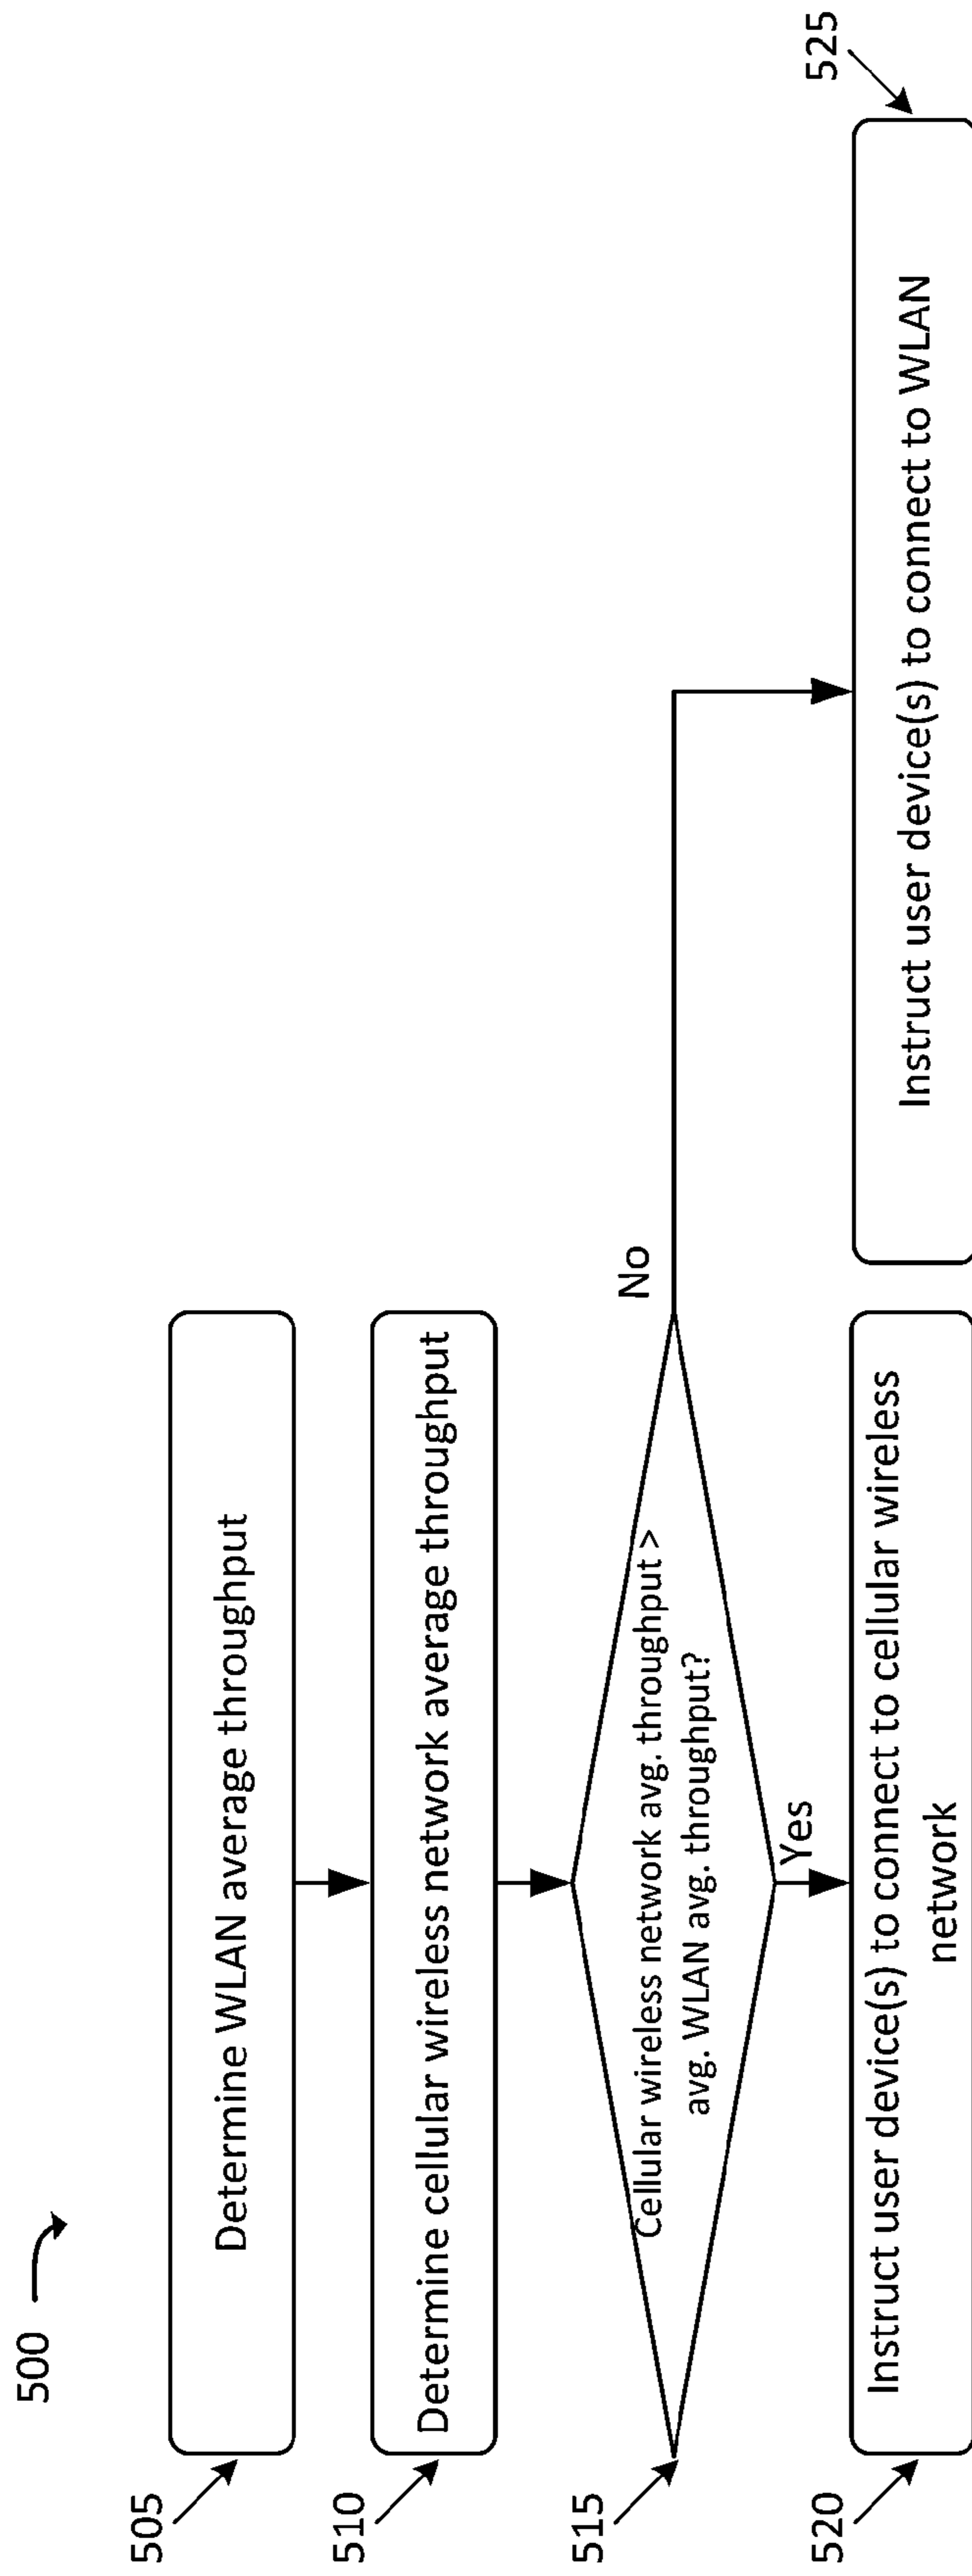 500
505
Determine WLAN average throughput
510
Determine cellular wireless network average throughput
515
Cellular wireless network avg. throughput >
avg. WLAN avg. throughput?
No
Yes
520
Instruct user device(s) to connect to cellular wireless
network
525
Instruct user device(s) to connect to WLAN